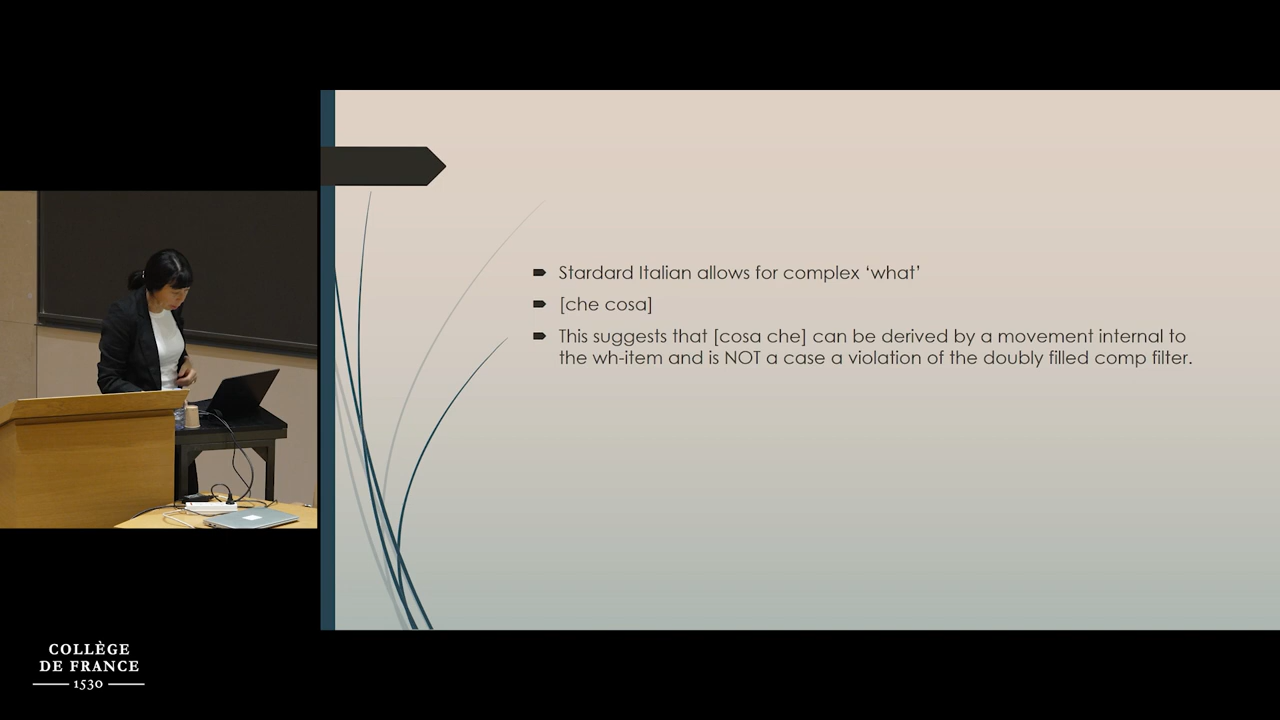 Stardard Italian allows for complex ‘what’
[che cosa]
This suggests that [cosa che] can be derived by a movement internal to
the wh-item and is NOT a case a violation of the doubly filled comp filter.
COLLÈGE
DE FRANCE
1530